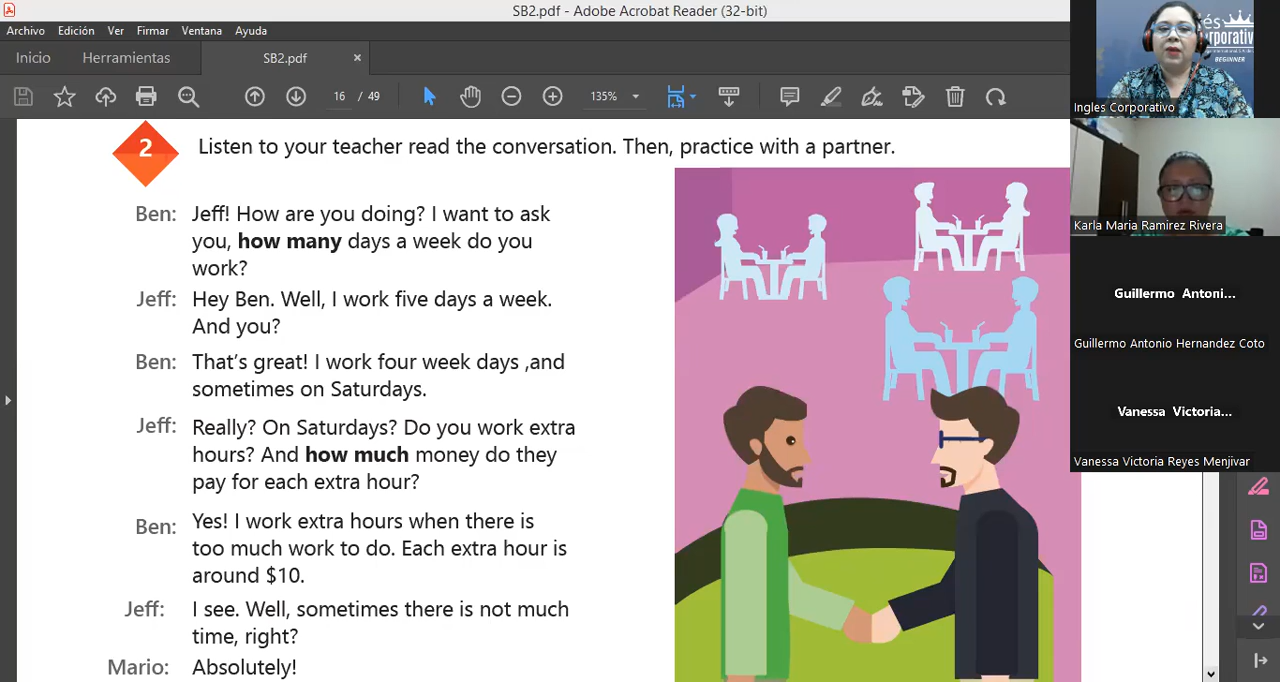 SB2.pdf - Adobe Acrobat Reader (32-bit)
Archivo Edición Ver Firmar Ventana Ayuda
Inicio Herramientas SB2.pdf ×
16 / 49 135%
2 Listen to your teacher read the conversation. Then, practice with a partner.
Ben: Jeff! How are you doing? I want to ask
you, how many days a week do you
work?
Jeff: Hey Ben. Well, I work five days a week.
And you?
Ben: That's great! I work four week days ,and
sometimes on Saturdays.
Jeff: Really? On Saturdays? Do you work extra
hours? And how much money do they
pay for each extra hour?
Ben: Yes! I work extra hours when there is
too much work to do. Each extra hour is
around $10.
Jeff: I see. Well, sometimes there is not much
time, right?
Mario: Absolutely!
BEGINNER
Ingles Corporativo
Karla Maria Ramirez Rivera
Guillermo Antoni...
Guillermo Antonio Hernandez Coto
Vanessa Victoria...
Vanessa Victoria Reyes Menjivar